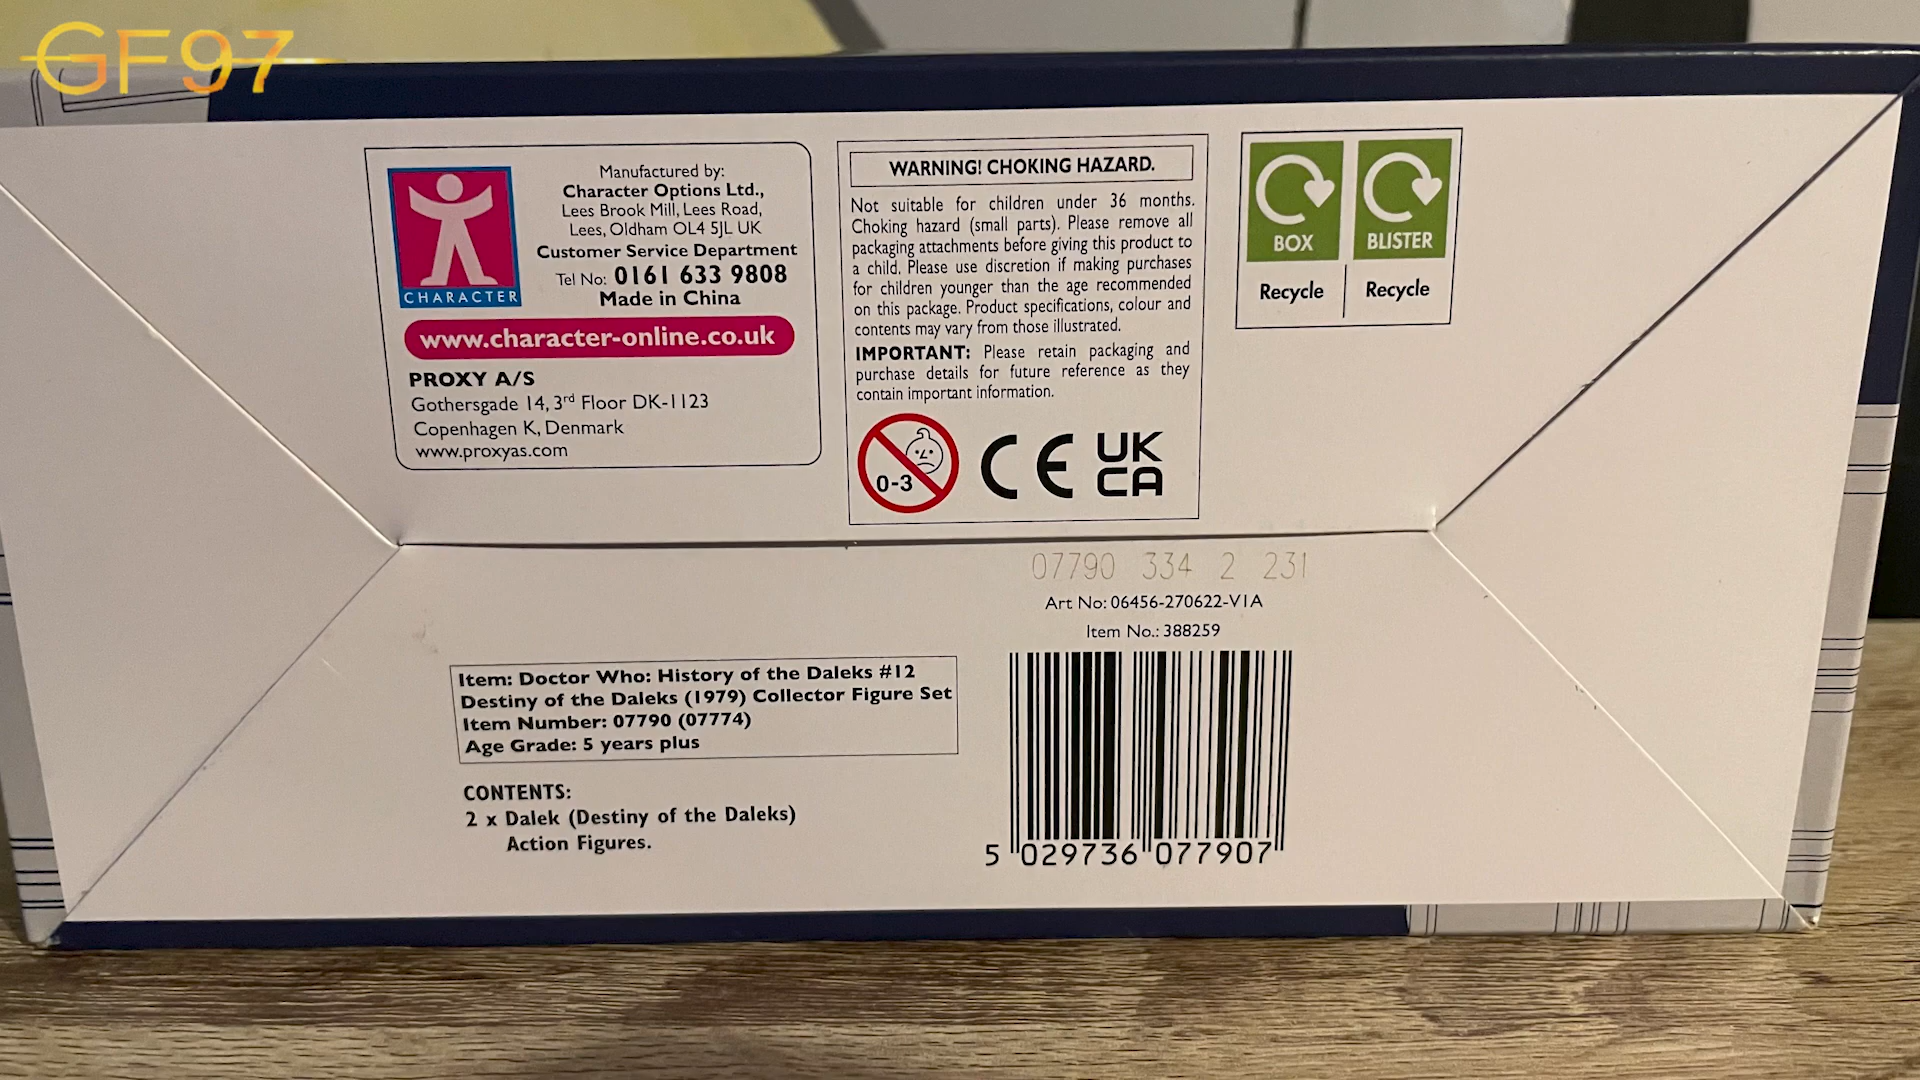 GF97
CHARACTER
Manufactured by:
Character Options Ltd.,
Lees Brook Mill, Lees Road,
Lees, Oldham OL4 5JL UK
Customer Service Department
Tel No: 0161 633 9808
Made in China
www.character-online.co.uk
PROXY A/S
Gothersgade 14, 3rd Floor DK-1123
Copenhagen K, Denmark
www.proxyas.com
WARNING! CHOKING HAZARD.
Not suitable for children under 36 months.
Choking hazard (small parts). Please remove all
packaging attachments before giving this product to
a child. Please use discretion if making purchases
for children younger than the age recommended
on this package. Product specifications, colour and
contents may vary from those illustrated.
IMPORTANT: Please retain packaging and
purchase details for future reference as they
contain important information.
0-3
CE
UK
CA
BOX
Recycle
BLISTER
Recycle
07790 334 2 231
Art No: 06456-270622-V1A
Item No.: 388259
5 029736 077907
Item: Doctor Who: History of the Daleks #12
Destiny of the Daleks (1979) Collector Figure Set
Item Number: 07790 (07774)
Age Grade: 5 years plus
CONTENTS:
2 x Dalek (Destiny of the Daleks)
Action Figures.